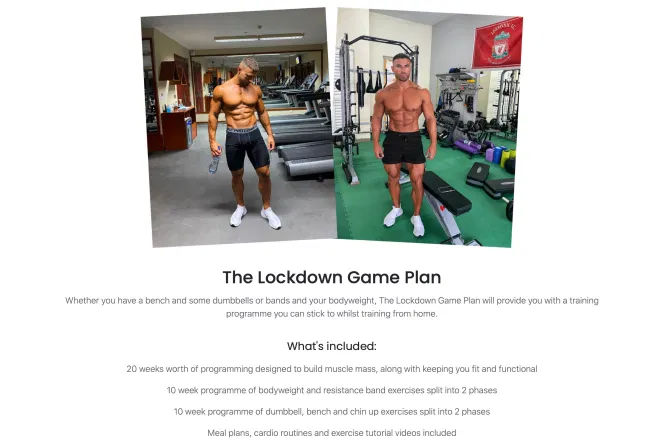 LIVERPOOL F.C.
The Lockdown Game Plan
Whether you have a bench and some dumbbells or bands and your bodyweight, The Lockdown Game Plan will provide you with a training
programme you can stick to whilst training from home.
What's included:
20 weeks worth of programming designed to build muscle mass, along with keeping you fit and functional
10 week programme of bodyweight and resistance band exercises split into 2 phases
10 week programme of dumbbell, bench and chin up exercises split into 2 phases
Meal plans, cardio routines and exercise tutorial videos included